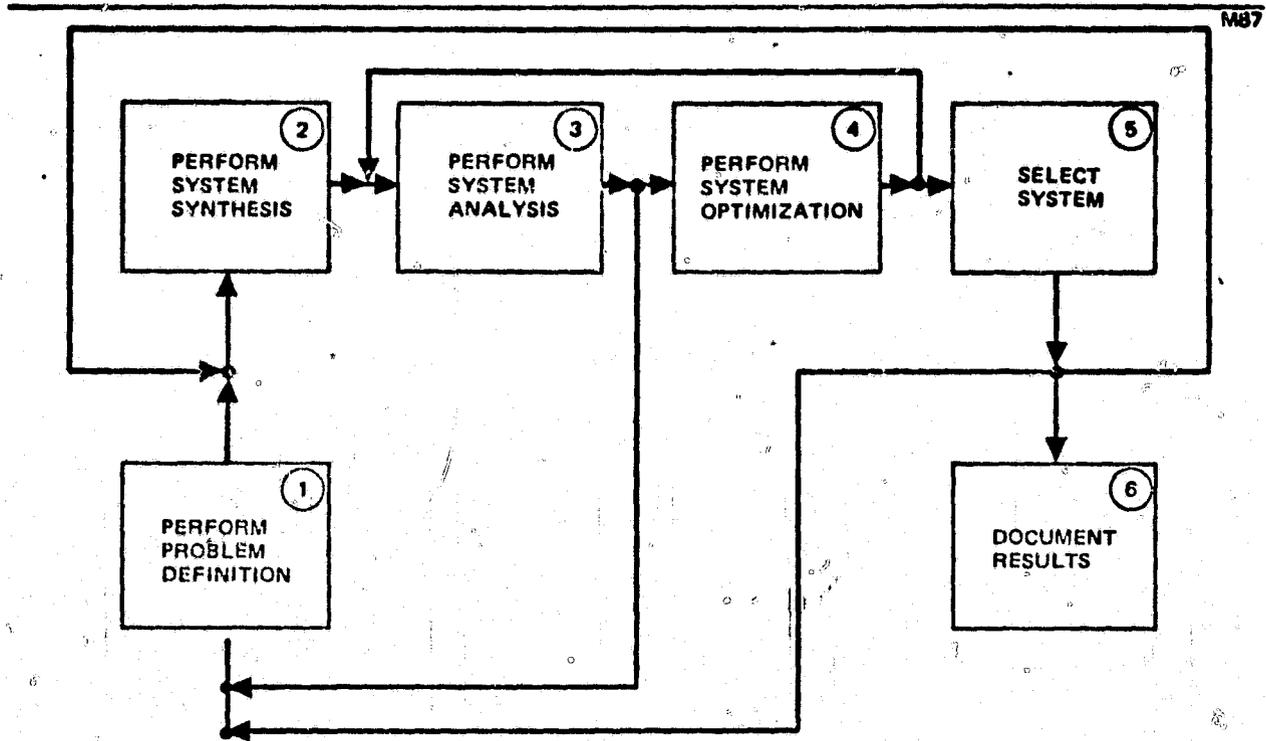 M87
2
PERFORM
SYSTEM
SYNTHESIS
3
PERFORM
SYSTEM
ANALYSIS
4
PERFORM
SYSTEM
OPTIMIZATION
5
SELECT
SYSTEM
1
PERFORM
PROBLEM
DEFINITION
6
DOCUMENT
RESULTS